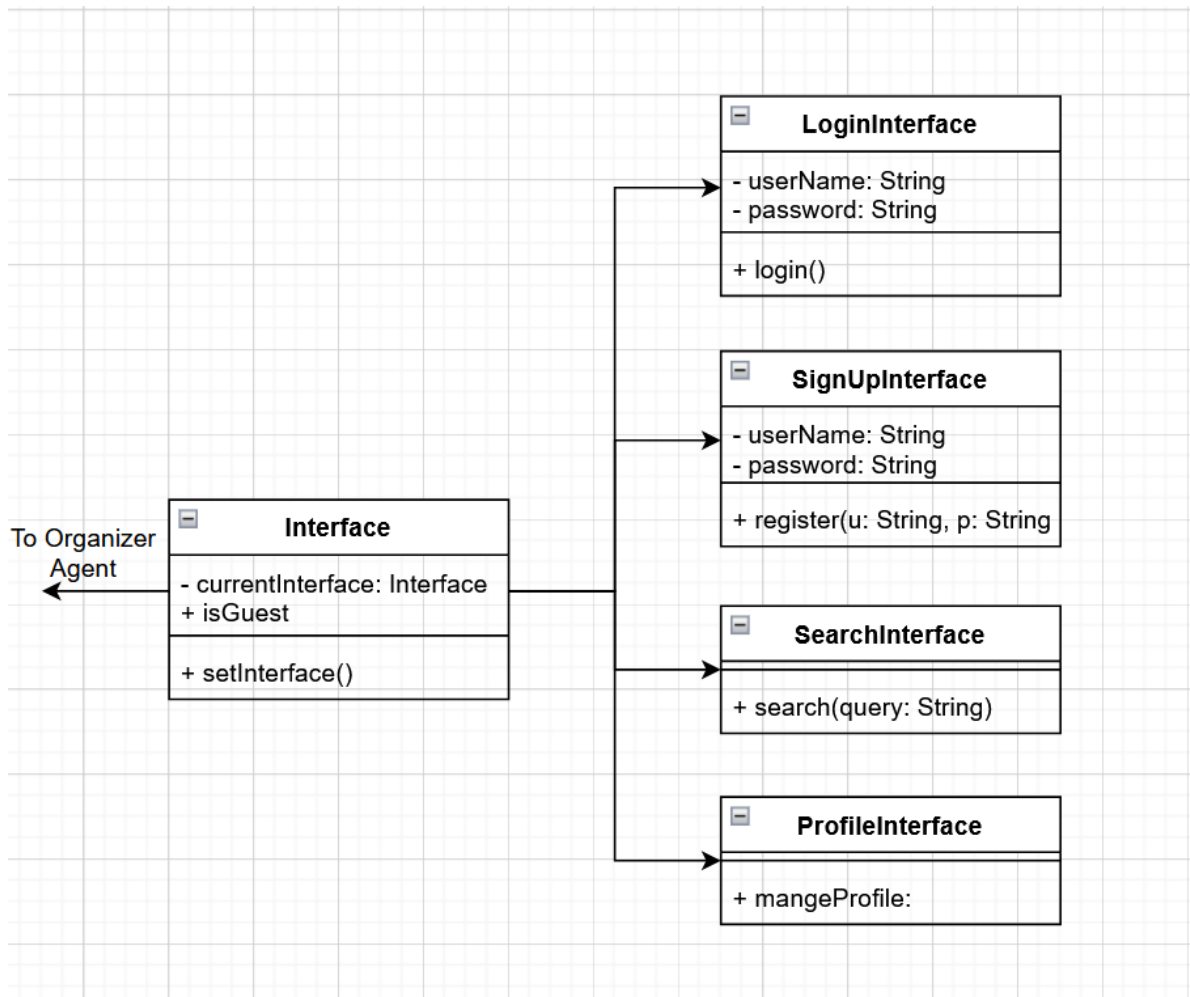 LoginInterface
- userName: String
- password: String
+ login()
SignUpInterface
- userName: String
- password: String
+ register(u: String, p: String
To Organizer
Agent
Interface
- currentInterface: Interface
+ isGuest
+ setInterface()
SearchInterface
+ search(query: String)
ProfileInterface
+ mangeProfile: